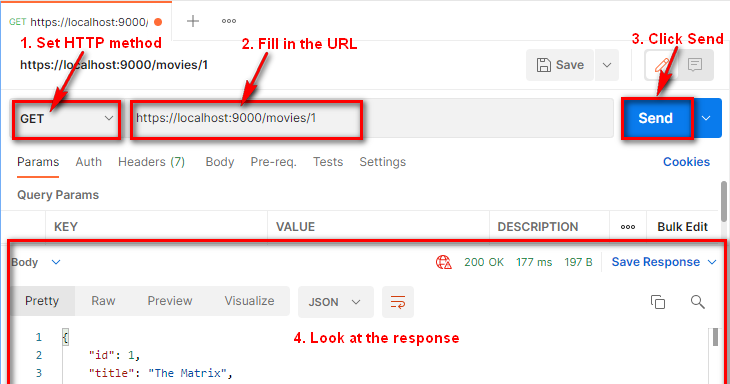 GET https://localhost:9000/
1. Set HTTP method
2. Fill in the URL
3. Click Send
https://localhost:9000/movies/1
Save
GET
https://localhost:9000/movies/1
Send
Params Auth Headers (7) Body Pre-req. Tests Settings Cookies
Query Params
KEY VALUE DESCRIPTION Bulk Edit
Body 200 OK 177 ms 197 B Save Response
Pretty Raw Preview Visualize JSON
4. Look at the response
1 {
2 "id": 1,
3 "title": "The Matrix",